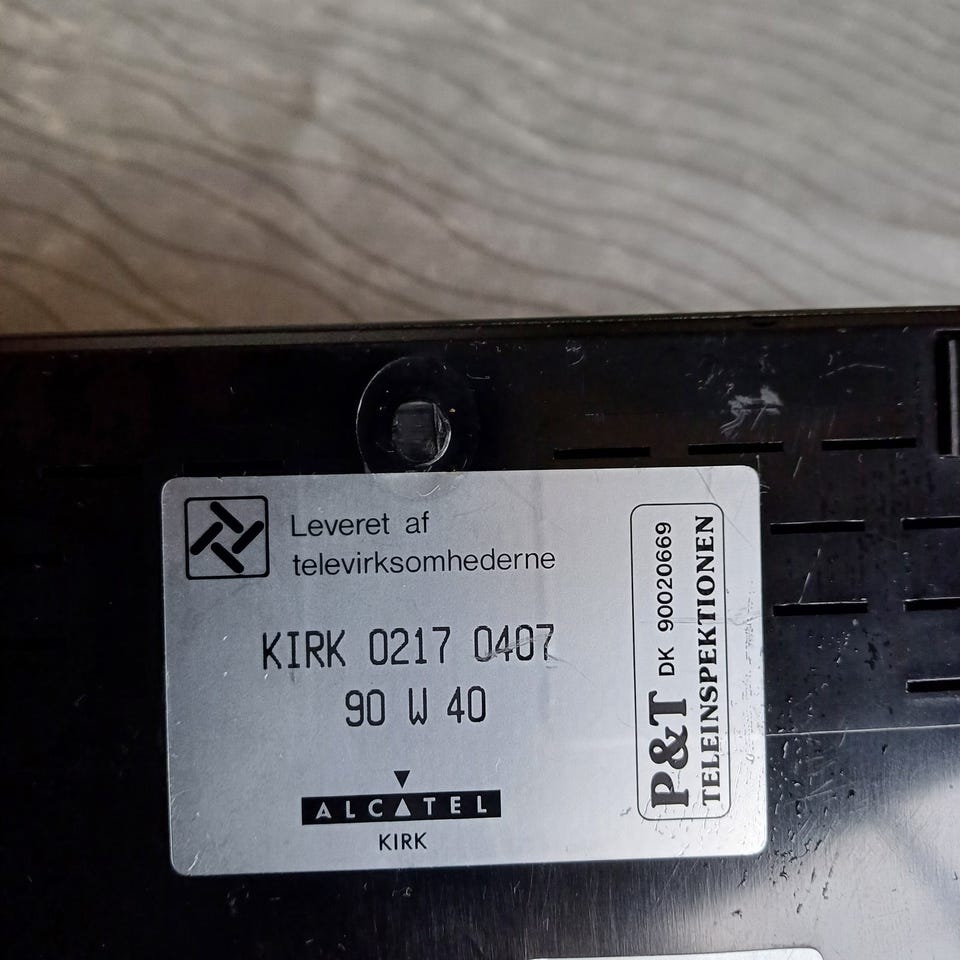 Leveret af
televirksomhederne
KIRK 0217 0407
90 W 40
ALCATEL
KIRK
P&T DK 90020669
TELEINSPEKTIONEN